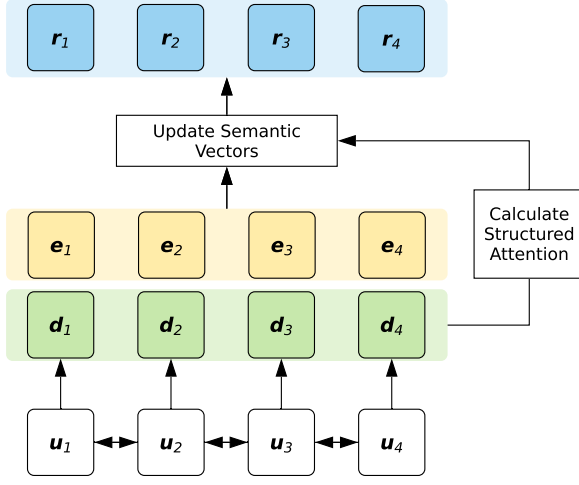 r1 r2 r3 r4
Update Semantic
Vectors
Calculate
Structured
Attention
e1 e2 e3 e4
d1 d2 d3 d4
u1 u2 u3 u4